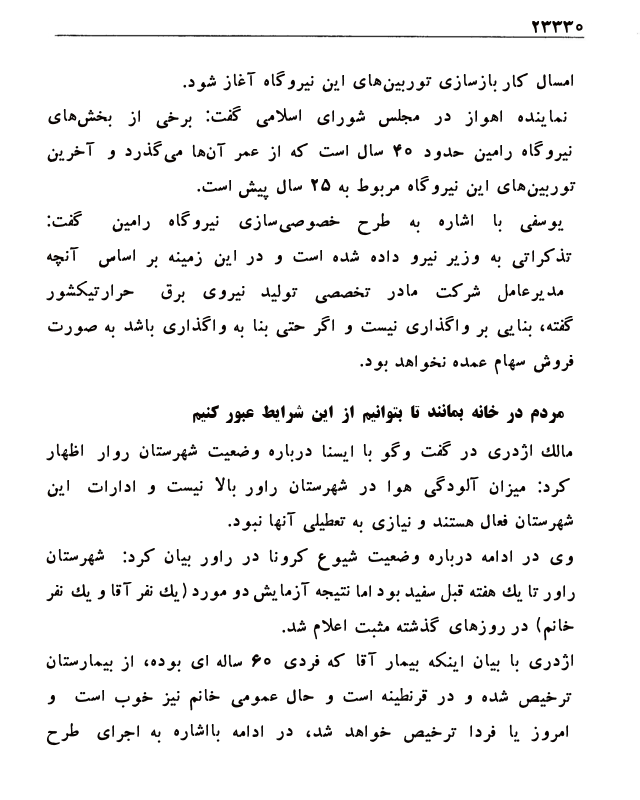 ۲۳۳۳۰
امسال کار بازسازی توربین‌های این نیروگاه آغاز شود.
نماینده اهواز در مجلس شورای اسلامی گفت: برخی از بخش‌های
نیروگاه رامین حدود ۴۰ سال است که از عمر آن‌ها می‌گذرد و آخرین
توربین‌های این نیروگاه مربوط به ۲۵ سال پیش است.
یوسفی با اشاره به طرح خصوصی‌سازی نیروگاه رامین گفت:
تذکراتی به وزیر نیرو داده شده است و در این زمینه بر اساس آنچه
مدیرعامل شرکت مادر تخصصی تولید نیروی برق حرارتیکشور
گفته، بنایی بر واگذاری نیست و اگر حتی بنا به واگذاری باشد به صورت
فروش سهام عمده نخواهد بود.
مردم در خانه بمانند تا بتوانیم از این شرایط عبور کنیم
مالك اژدری در گفت وگو با ایسنا درباره وضعیت شهرستان روار اظهار
کرد: میزان آلودگی هوا در شهرستان راور بالا نیست و ادارات این
شهرستان فعال هستند و نیازی به تعطیلی آنها نبود.
وی در ادامه درباره وضعیت شیوع کرونا در راور بیان کرد: شهرستان
راور تا يك هفته قبل سفید بود اما نتیجه آزمایش دو مورد (يك نفر آقا و يك نفر
خانم) در روزهای گذشته مثبت اعلام شد.
اژدری با بیان اینکه بیمار آقا که فردی ۶۰ ساله ای بوده، از بیمارستان
ترخیص شده و در قرنطینه است و حال عمومی خانم نیز خوب است و
امروز یا فردا ترخیص خواهد شد، در ادامه بااشاره به اجرای طرح